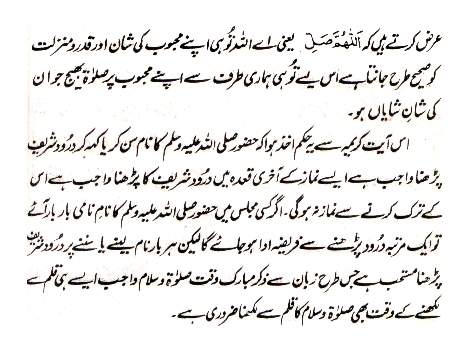 عرض کرتے ہیں کہ اَللّٰھُمَّ صَلِّ یعنی اے اللہ تُو ہی اپنے محبوب کی شان اور قدر و منزلت
کو صحیح طرح جانتا ہے اس لیے تُو ہی ہماری طرف سے اپنے محبوب پر صلوٰۃ بھیج جو ان
کی شانِ شایاں ہو۔
اس آیت کریمہ سے یہ حکم اخذ ہوا کہ حضور صلی اللہ علیہ وسلم کا نام سن کر یا کہہ کر درود شریف
پڑھنا واجب ہے ایسے نماز کے آخری قعدہ میں درود شریف کا پڑھنا واجب ہے اس
کے ترک کرنے سے نماز نہ ہو گی۔ اگر کسی مجلس میں حضور صلی اللہ علیہ وسلم کا نامِ نامی بار بار آئے
تو ایک مرتبہ درود پڑھنے سے فریضہ ادا ہو جائے گا لیکن ہر بار نام لینے یا سننے پر درود شریف
پڑھنا مستحب ہے جس طرح زبان سے ذکر مبارک وقت صلوٰۃ و سلام واجب ایسے ہی قلم سے
لکھنے کے وقت بھی صلوٰۃ و سلام کا قلم سے لکھنا ضروری ہے۔